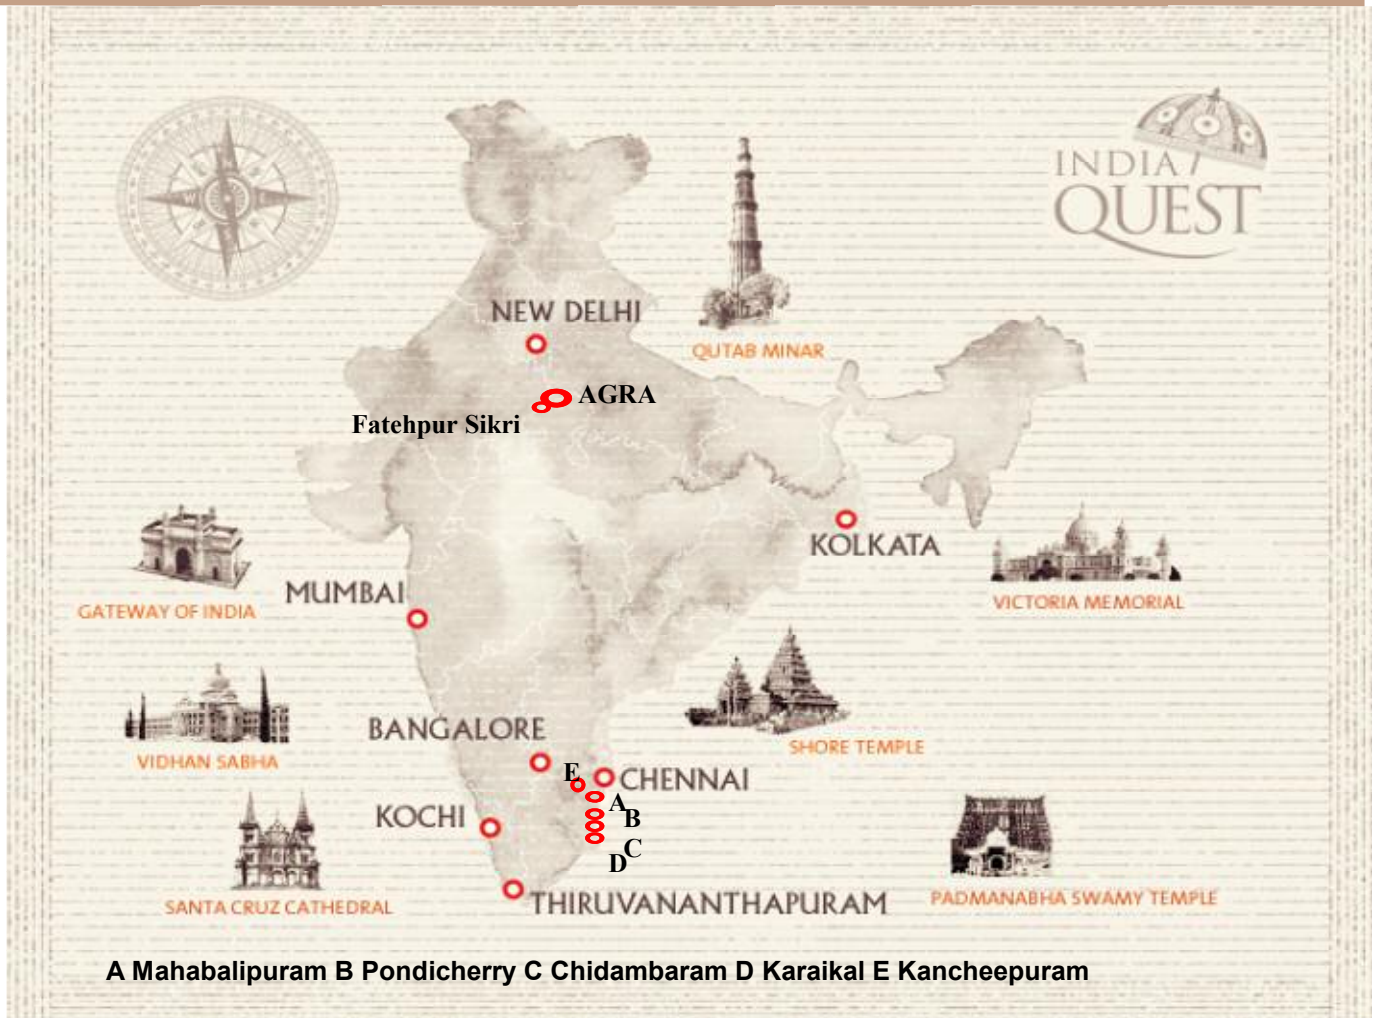 INDIA
QUEST
NEW DELHI
QUTAB MINAR
AGRA
Fatehpur Sikri
KOLKATA
GATEWAY OF INDIA
MUMBAI
VICTORIA MEMORIAL
BANGALORE
SHORE TEMPLE
VIDHAN SABHA
E
CHENNAI
A
B
KOCHI
C
D
SANTA CRUZ CATHEDRAL
THIRUVANANTHAPURAM
PADMANABHA SWAMY TEMPLE
A Mahabalipuram B Pondicherry C Chidambaram D Karaikal E Kancheepuram